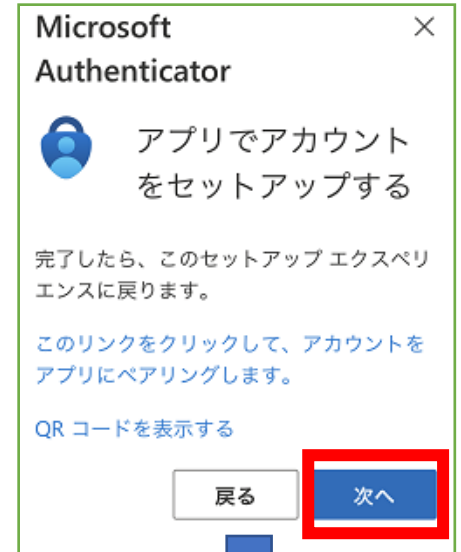 Microsoft
Authenticator
アプリでアカウント
をセットアップする
完了したら、このセットアップ エクスペリ
エンスに戻ります。
このリンクをクリックして、アカウントを
アプリにペアリングします。
QR コードを表示する
戻る
次へ